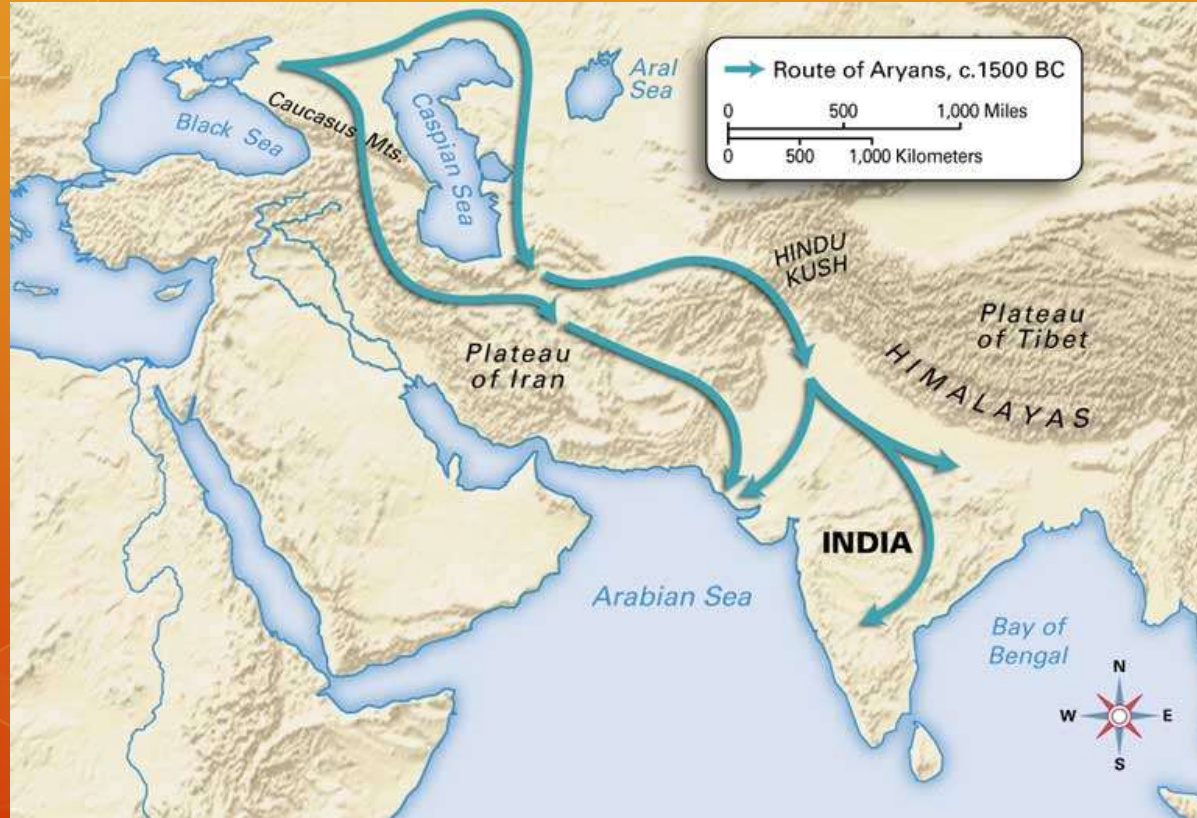 Aral
Sea
Route of Aryans, c.1500 BC
0 500 1,000 Miles
0 500 1,000 Kilometers
Black Sea
Caucasus Mts.
Caspian Sea
HINDU
KUSH
Plateau
of Tibet
HIMALAYAS
Plateau
of Iran
INDIA
Arabian Sea
Bay of
Bengal
N
W E
S